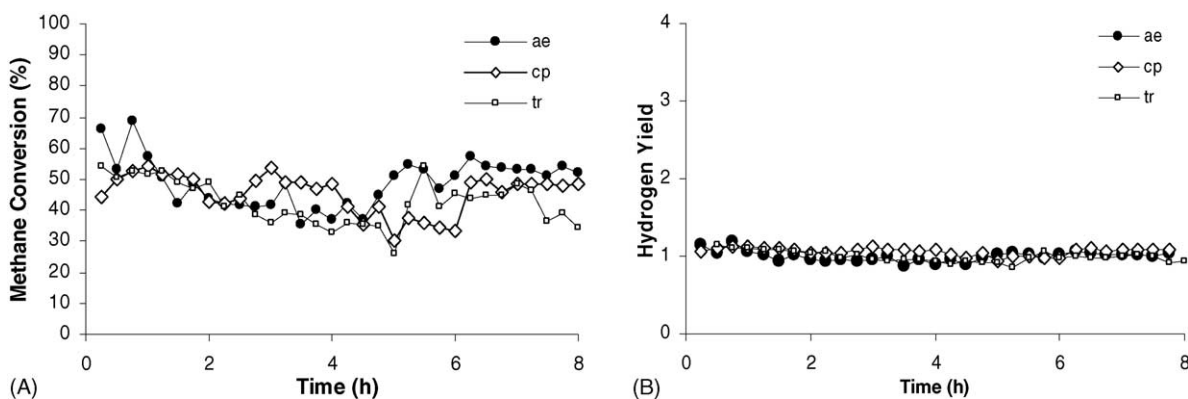 100
90
80
70
60
50
40
30
20
10
0
Methane Conversion (%)
ae
cp
tr
0 2 4 6 8
Time (h)
(A)
4
3
2
1
0
Hydrogen Yield
ae
cp
tr
0 2 4 6 8
Time (h)
(B)